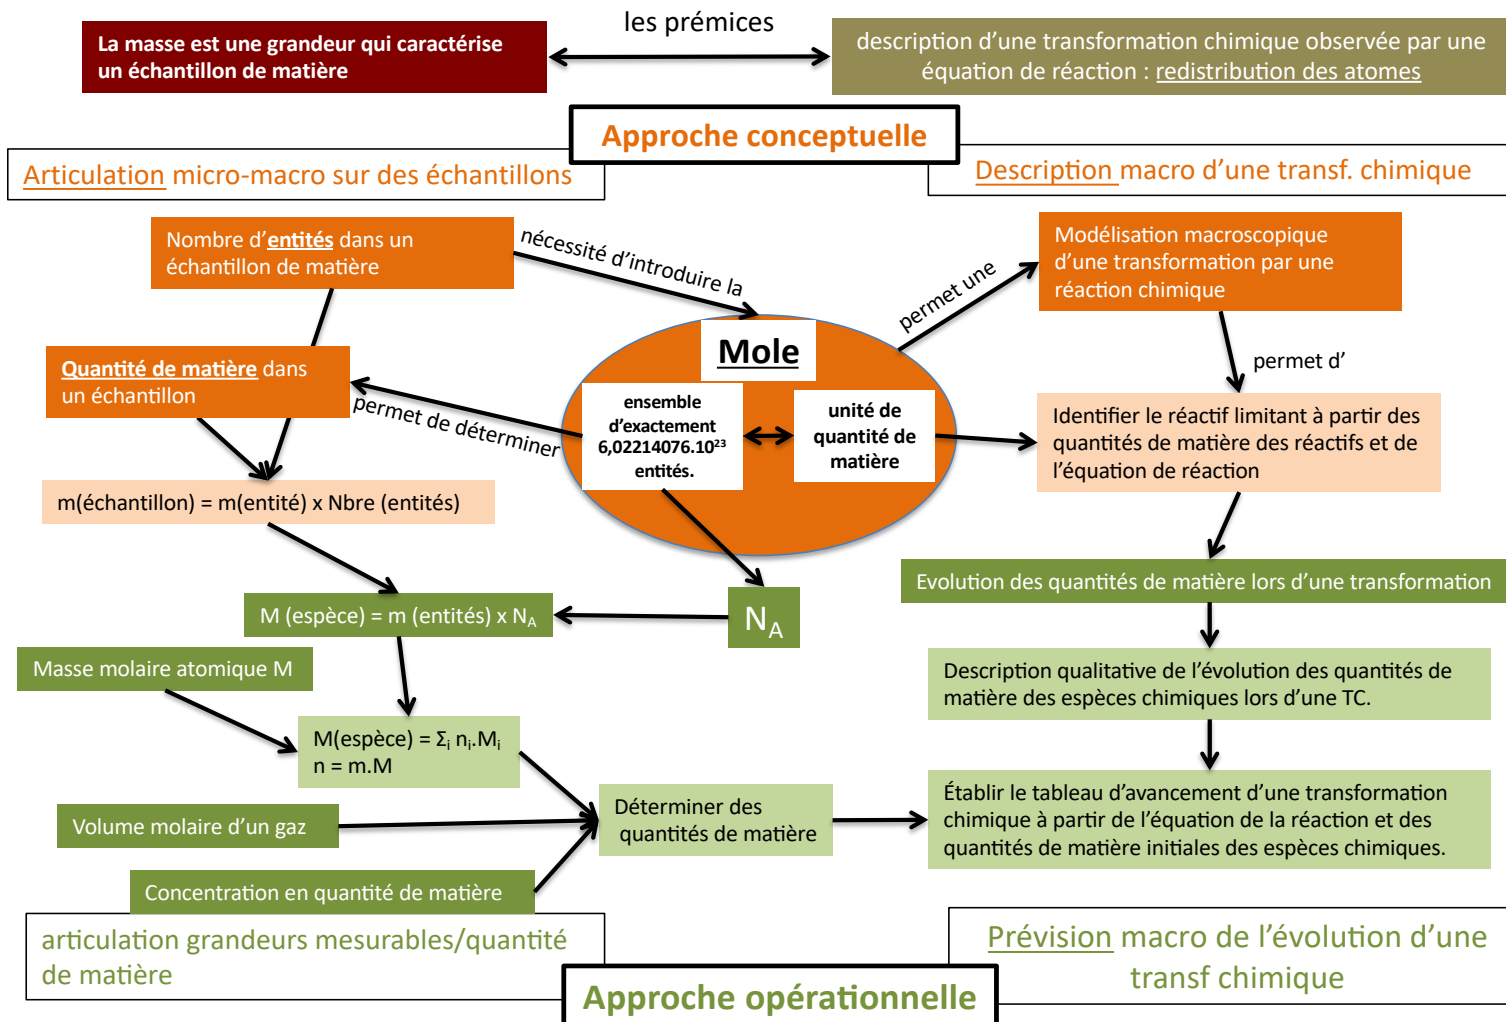 les prémices
La masse est une grandeur qui caractérise
un échantillon de matière
description d’une transformation chimique observée par une
équation de réaction : redistribution des atomes
Approche conceptuelle
Articulation micro-macro sur des échantillons
Description macro d’une transf. chimique
Nombre d’entités dans un
échantillon de matière
nécessité d’introduire la
permet une
Modélisation macroscopique
d’une transformation par une
réaction chimique
Mole
Quantité de matière dans
un échantillon
permet de déterminer
ensemble
d’exactement
6,02214076.10²³
entités.
unité de
quantité de
matière
permet d’
Identifier le réactif limitant à partir des
quantités de matière des réactifs et de
l’équation de réaction
m(échantillon) = m(entité) x Nbre (entités)
Evolution des quantités de matière lors d’une transformation
M (espèce) = m (entités) x N_A
N_A
Masse molaire atomique M
Description qualitative de l’évolution des quantités de
matière des espèces chimiques lors d’une TC.
M(espèce) = Σᵢ nᵢ.Mᵢ
n = m.M
Volume molaire d’un gaz
Déterminer des
quantités de matière
Établir le tableau d’avancement d’une transformation
chimique à partir de l’équation de la réaction et des
quantités de matière initiales des espèces chimiques.
Concentration en quantité de matière
articulation grandeurs mesurables/quantité
de matière
Prévision macro de l’évolution d’une
transf chimique
Approche opérationnelle